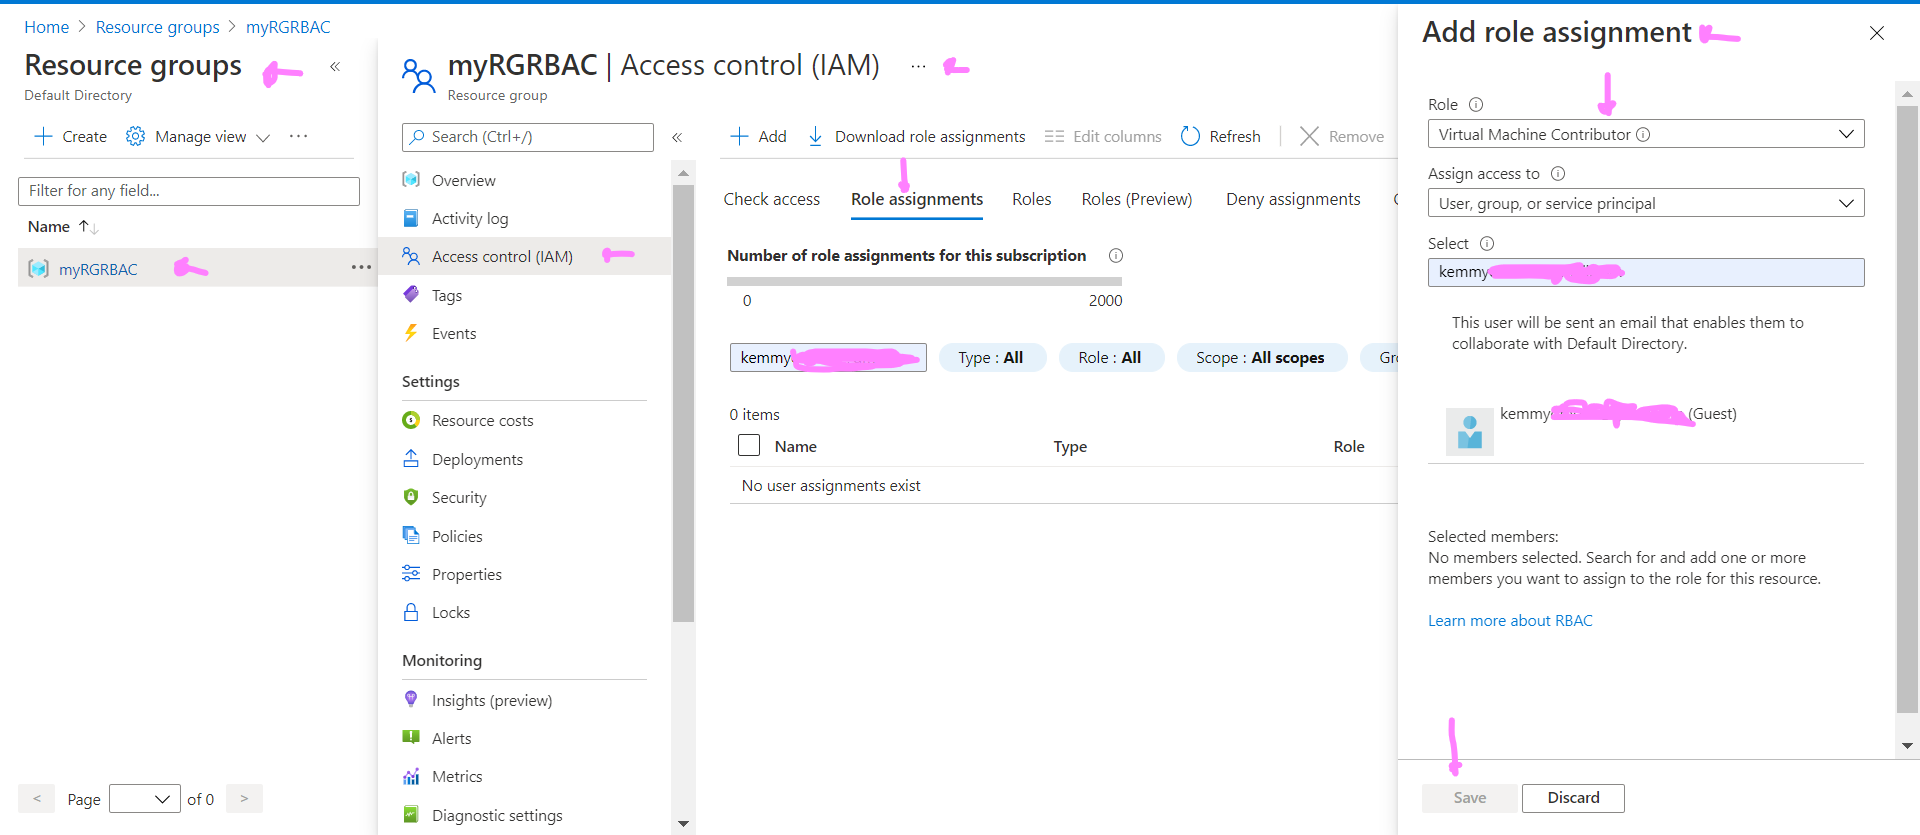 Home > Resource groups > myRGRBAC
Resource groups
Default Directory
+ Create Manage view ...
Filter for any field...
Name
myRGRBAC ...
< Page of 0 >
myRGRBAC | Access control (IAM) ...
Resource group
Search (Ctrl+/)
Overview
Activity log
Access control (IAM)
Tags
Events
Settings
Resource costs
Deployments
Security
Policies
Properties
Locks
Monitoring
Insights (preview)
Alerts
Metrics
Diagnostic settings
+ Add Download role assignments Edit columns Refresh Remove
Check access Role assignments Roles Roles (Preview) Deny assignments
Number of role assignments for this subscription
0 2000
kemmy Type : All Role : All Scope : All scopes Gr
0 items
Name Type Role
No user assignments exist
Add role assignment
Role
Virtual Machine Contributor
Assign access to
User, group, or service principal
Select
kemmy
This user will be sent an email that enables them to
collaborate with Default Directory.
kemmy (Guest)
Selected members:
No members selected. Search for and add one or more
members you want to assign to the role for this resource.
Learn more about RBAC
Save Discard